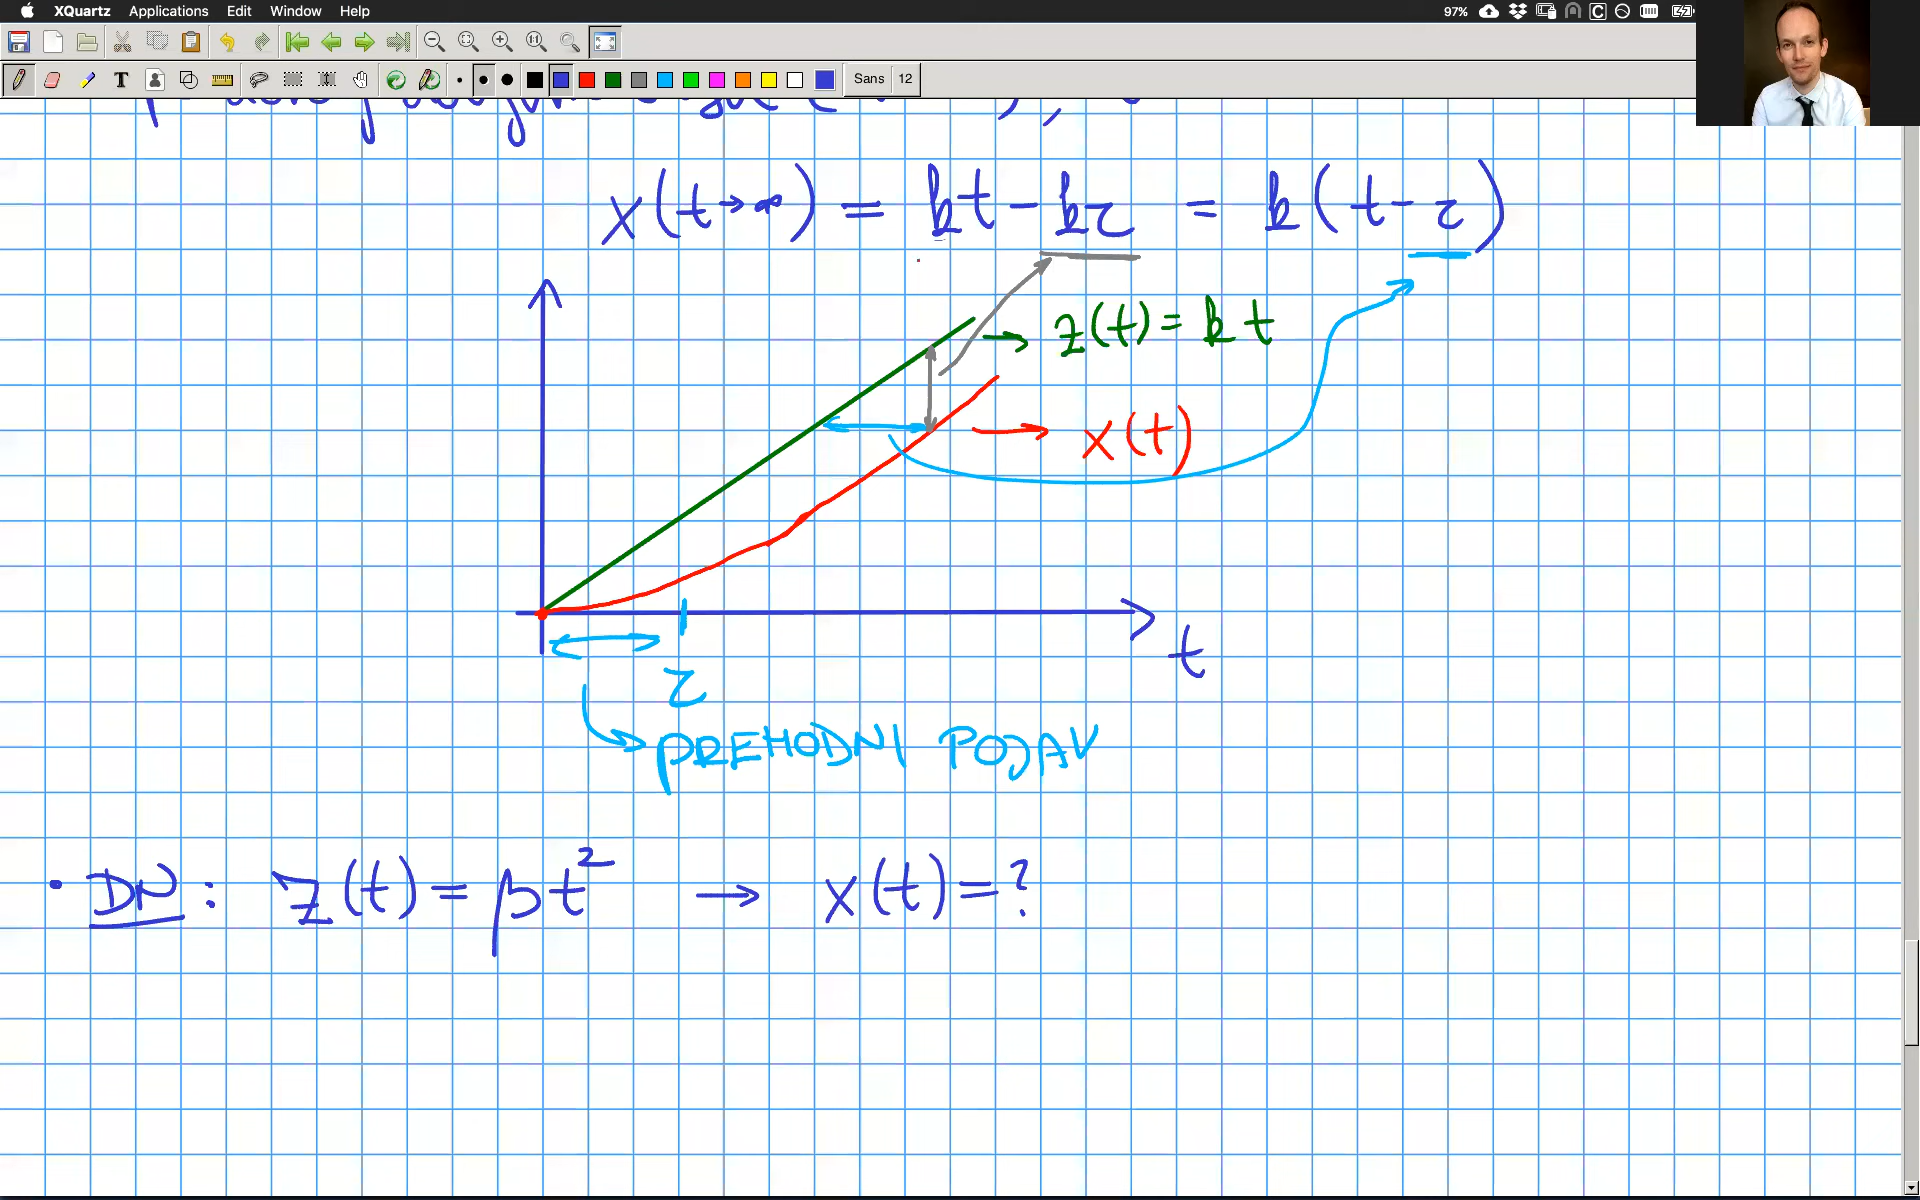 XQuartz Applications Edit Window Help 97%
T Sans 12
x(t→∞) = kt - kτ = k(t-τ)
z(t) = kt
x(t)
t
τ
PREHODNI POJAV
• DN: z(t) = βt² → x(t) = ?